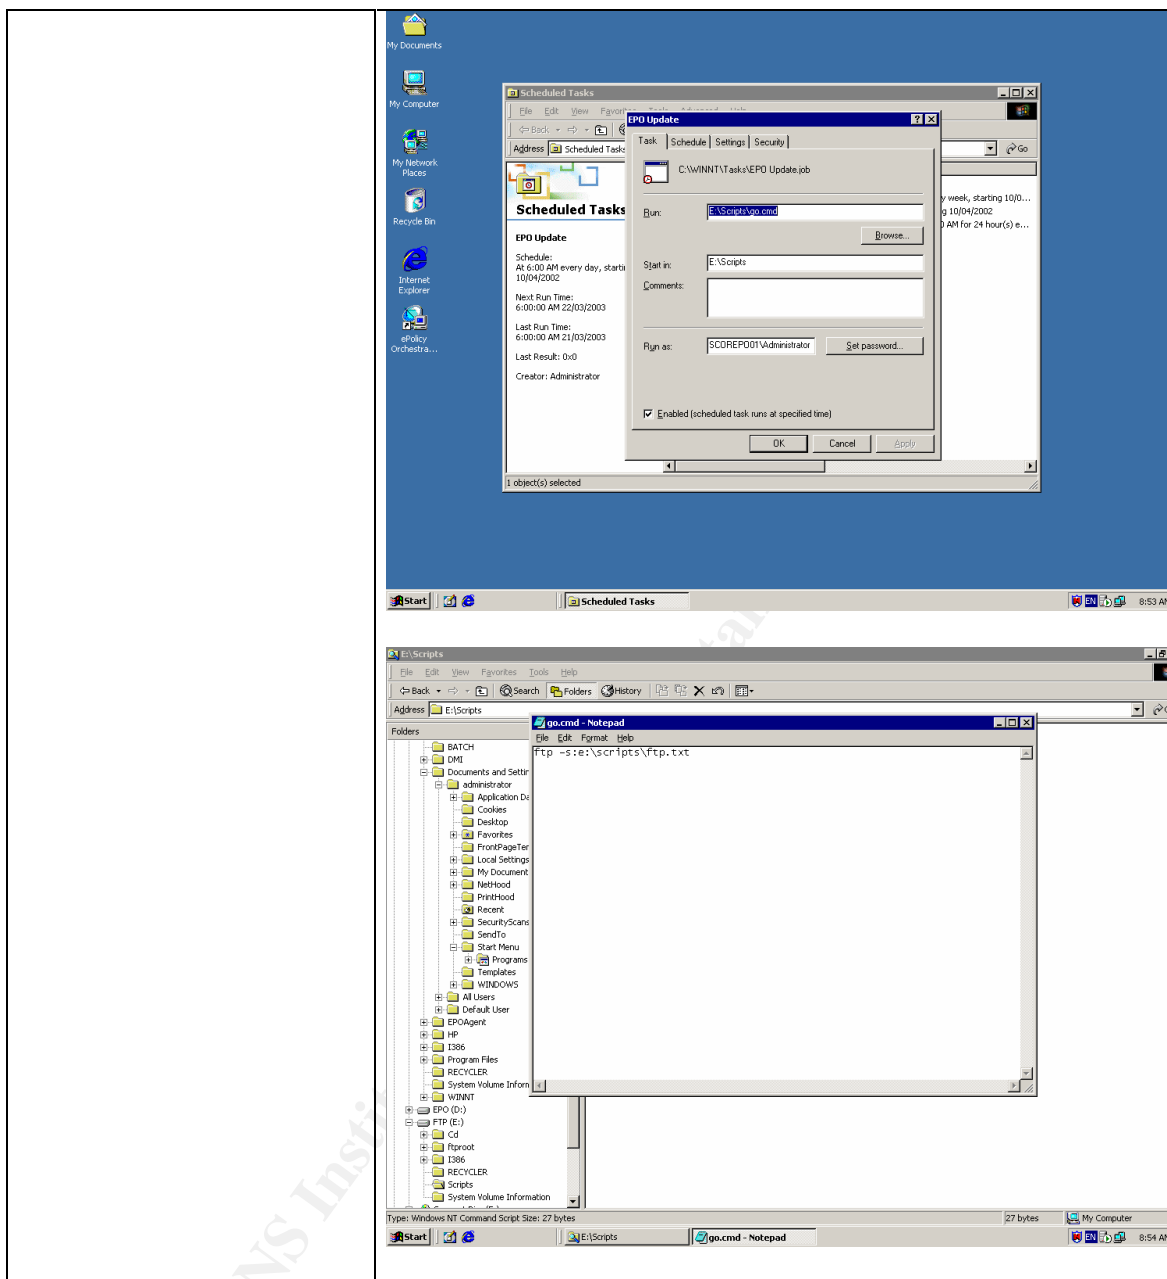 My Documents
My Computer
My Network
Places
Recycle Bin
Internet
Explorer
ePolicy
Orchestra...
Scheduled Tasks
File Edit View Favorites Tools Advanced Help
Back
Address Scheduled Tasks
Go
Scheduled Tasks
EPO Update
Schedule:
At 6:00 AM every day, starti
10/04/2002
Next Run Time:
6:00:00 AM 22/03/2003
Last Run Time:
6:00:00 AM 21/03/2003
Last Result: 0x0
Creator: Administrator
y week, starting 10/0...
g 10/04/2002
0 AM for 24 hour(s) e...
1 object(s) selected
EPO Update
Task Schedule Settings Security
C:\WINNT\Tasks\EPO Update.job
Run: E:\Scripts\go.cmd
Browse...
Start in: E:\Scripts
Comments:
Run as: SCOREPO01\Administrator Set password...
Enabled (scheduled task runs at specified time)
OK Cancel Apply
Start Scheduled Tasks EN 8:53 AM
E:\Scripts
File Edit View Favorites Tools Help
Back Search Folders History
Address E:\Scripts
Folders
BATCH
DMI
Documents and Settin
administrator
Application Da
Cookies
Desktop
Favorites
FrontPageTem
Local Settings
My Document
NetHood
PrintHood
Recent
SecurityScans
SendTo
Start Menu
Programs
Templates
WINDOWS
All Users
Default User
EPOAgent
HP
I386
Program Files
RECYCLER
System Volume Inform
WINNT
EPO (D:)
FTP (E:)
Cd
ftproot
I386
RECYCLER
Scripts
System Volume Information
go.cmd - Notepad
File Edit Format Help
ftp -s:e:\scripts\ftp.txt
Type: Windows NT Command Script Size: 27 bytes 27 bytes My Computer
Start E:\Scripts go.cmd - Notepad EN 8:54 AM